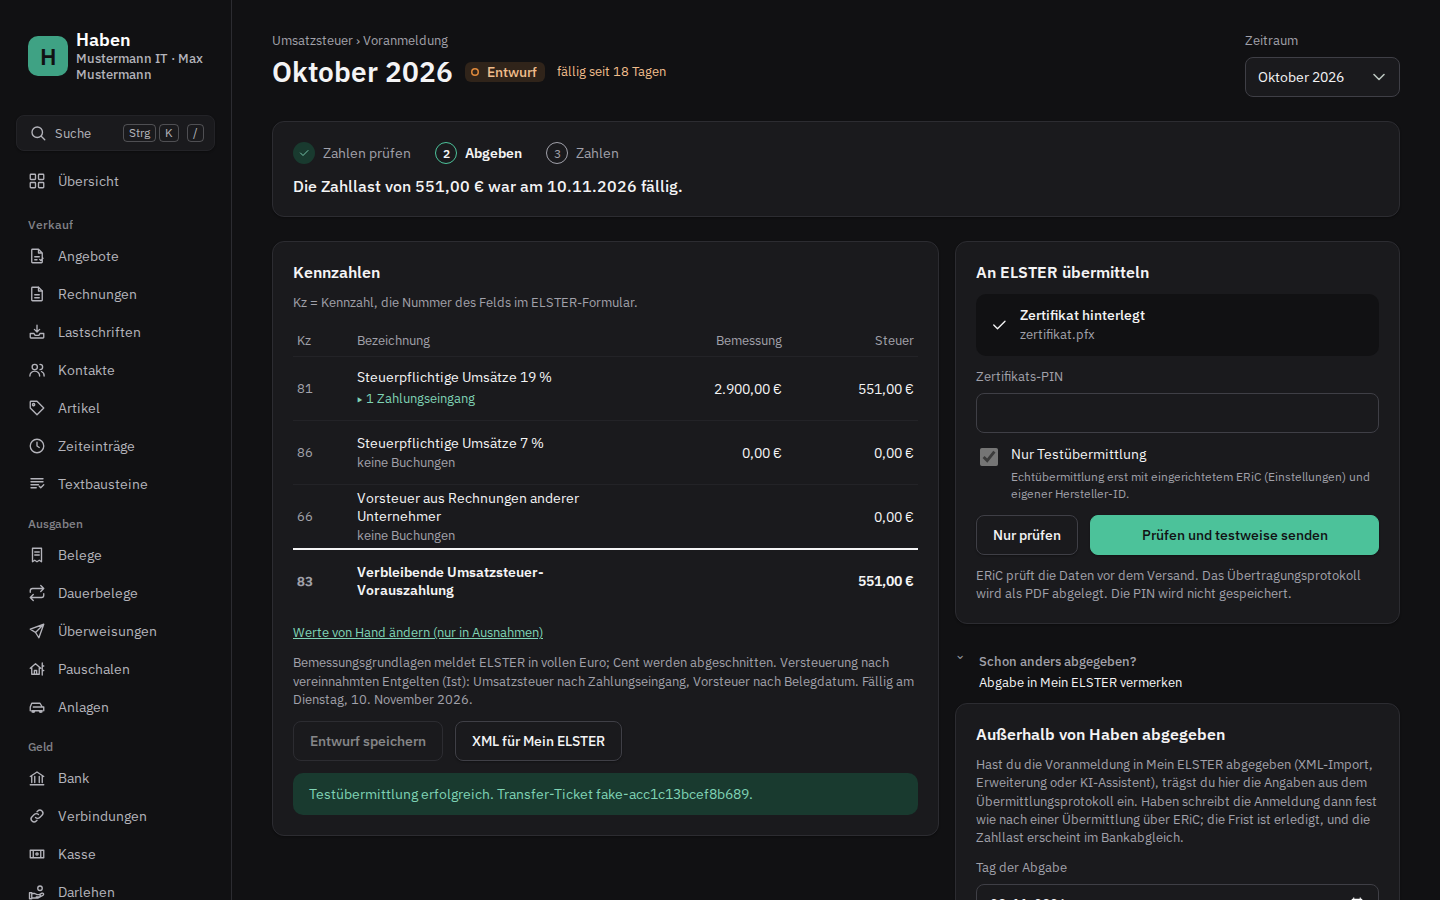 H
Haben
Mustermann IT · Max
Mustermann
Suche
Strg K /
Übersicht
Verkauf
Angebote
Rechnungen
Lastschriften
Kontakte
Artikel
Zeiteinträge
Textbausteine
Ausgaben
Belege
Dauerbelege
Überweisungen
Pauschalen
Anlagen
Geld
Bank
Verbindungen
Kasse
Darlehen
Umsatzsteuer › Voranmeldung
Oktober 2026
Entwurf
fällig seit 18 Tagen
Zeitraum
Oktober 2026
Zahlen prüfen
2 Abgeben
3 Zahlen
Die Zahllast von 551,00 € war am 10.11.2026 fällig.
Kennzahlen
Kz = Kennzahl, die Nummer des Felds im ELSTER-Formular.
Kz Bezeichnung Bemessung Steuer
81 Steuerpflichtige Umsätze 19 % 2.900,00 € 551,00 €
▸ 1 Zahlungseingang
86 Steuerpflichtige Umsätze 7 % 0,00 € 0,00 €
keine Buchungen
66 Vorsteuer aus Rechnungen anderer
Unternehmer 0,00 €
keine Buchungen
83 Verbleibende Umsatzsteuer-
Vorauszahlung 551,00 €
Werte von Hand ändern (nur in Ausnahmen)
Bemessungsgrundlagen meldet ELSTER in vollen Euro; Cent werden abgeschnitten. Versteuerung nach
vereinnahmten Entgelten (Ist): Umsatzsteuer nach Zahlungseingang, Vorsteuer nach Belegdatum. Fällig am
Dienstag, 10. November 2026.
Entwurf speichern
XML für Mein ELSTER
Testübermittlung erfolgreich. Transfer-Ticket fake-acc1c13bcef8b689.
An ELSTER übermitteln
Zertifikat hinterlegt
zertifikat.pfx
Zertifikats-PIN
Nur Testübermittlung
Echtübermittlung erst mit eingerichtetem ERiC (Einstellungen) und
eigener Hersteller-ID.
Nur prüfen
Prüfen und testweise senden
ERiC prüft die Daten vor dem Versand. Das Übertragungsprotokoll
wird als PDF abgelegt. Die PIN wird nicht gespeichert.
Schon anders abgegeben?
Abgabe in Mein ELSTER vermerken
Außerhalb von Haben abgegeben
Hast du die Voranmeldung in Mein ELSTER abgegeben (XML-Import,
Erweiterung oder KI-Assistent), trägst du hier die Angaben aus dem
Übermittlungsprotokoll ein. Haben schreibt die Anmeldung dann fest
wie nach einer Übermittlung über ERiC; die Frist ist erledigt, und die
Zahllast erscheint im Bankabgleich.
Tag der Abgabe